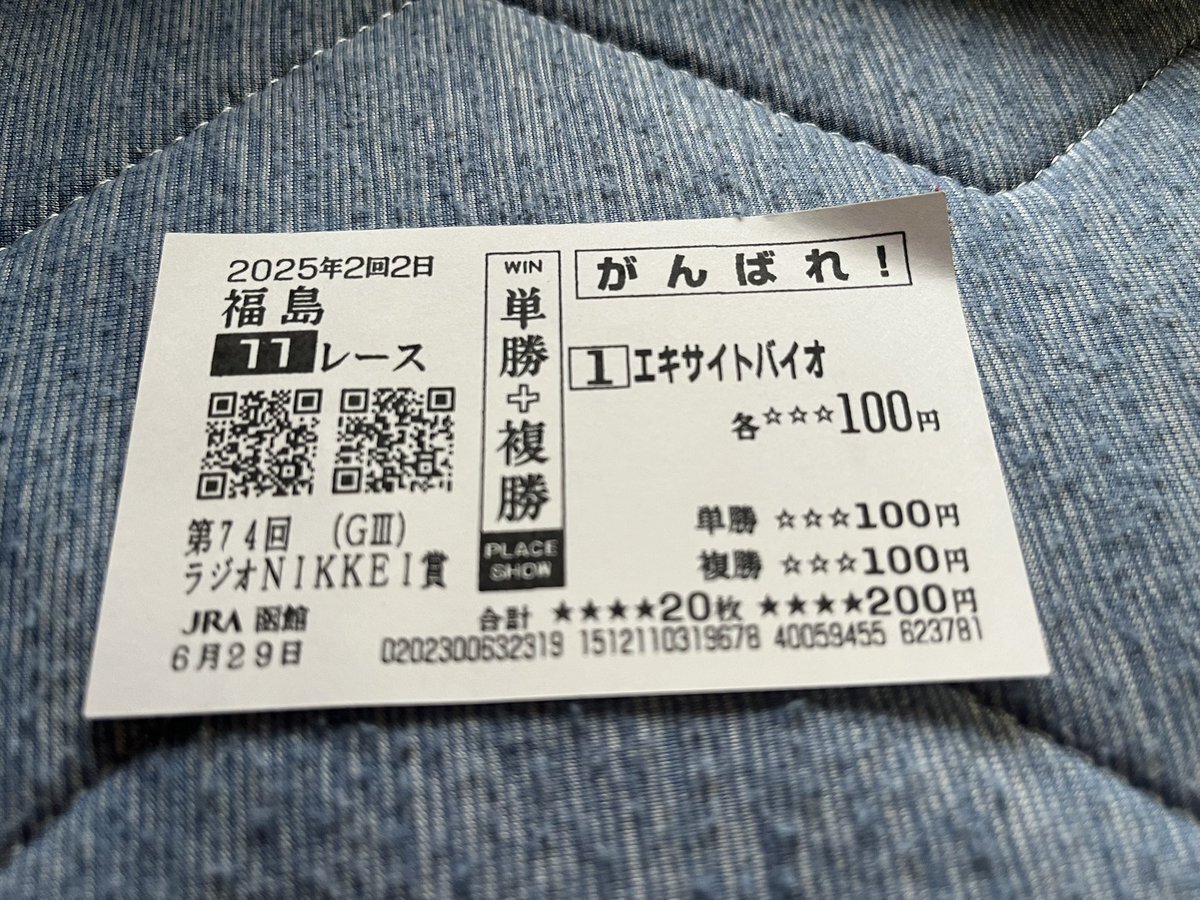 2025年2回2日
福島
11レース
第74回 (GⅢ)
ラジオNIKKEI賞
JRA 函館
6月29日
WIN
単勝+複勝
PLACE
SHOW
がんばれ!
1エキサイトバイオ
各☆☆☆100円
単勝 ☆☆☆100円
複勝 ☆☆☆100円
合計 ★★★★20枚 ★★★★200円
0202300632319 1512110319678 40059455 623781